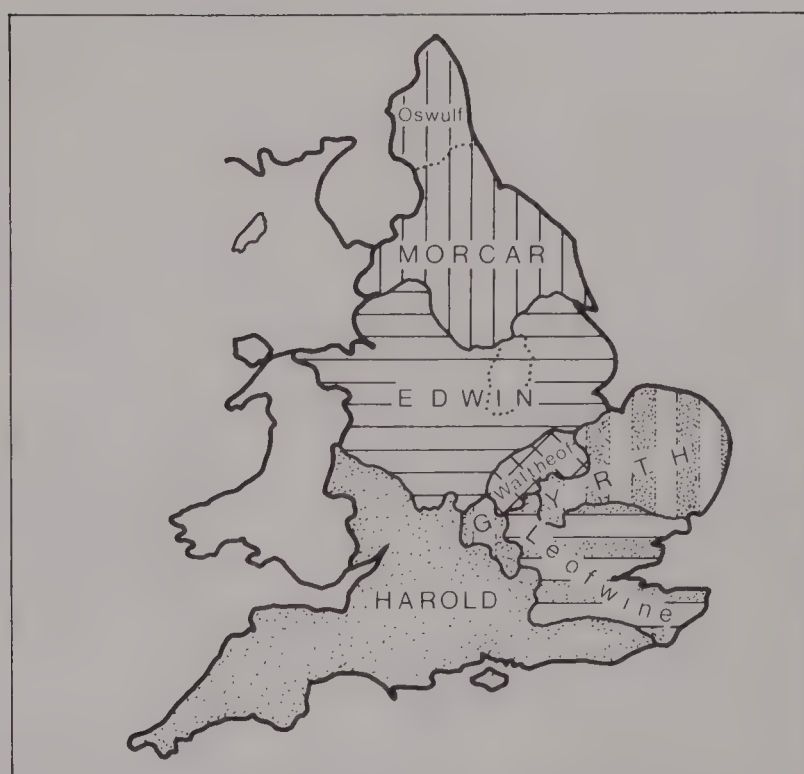 Oswulf
MORCAR
EDWIN
Waltheof
GYRTH
Leofwine
HAROLD